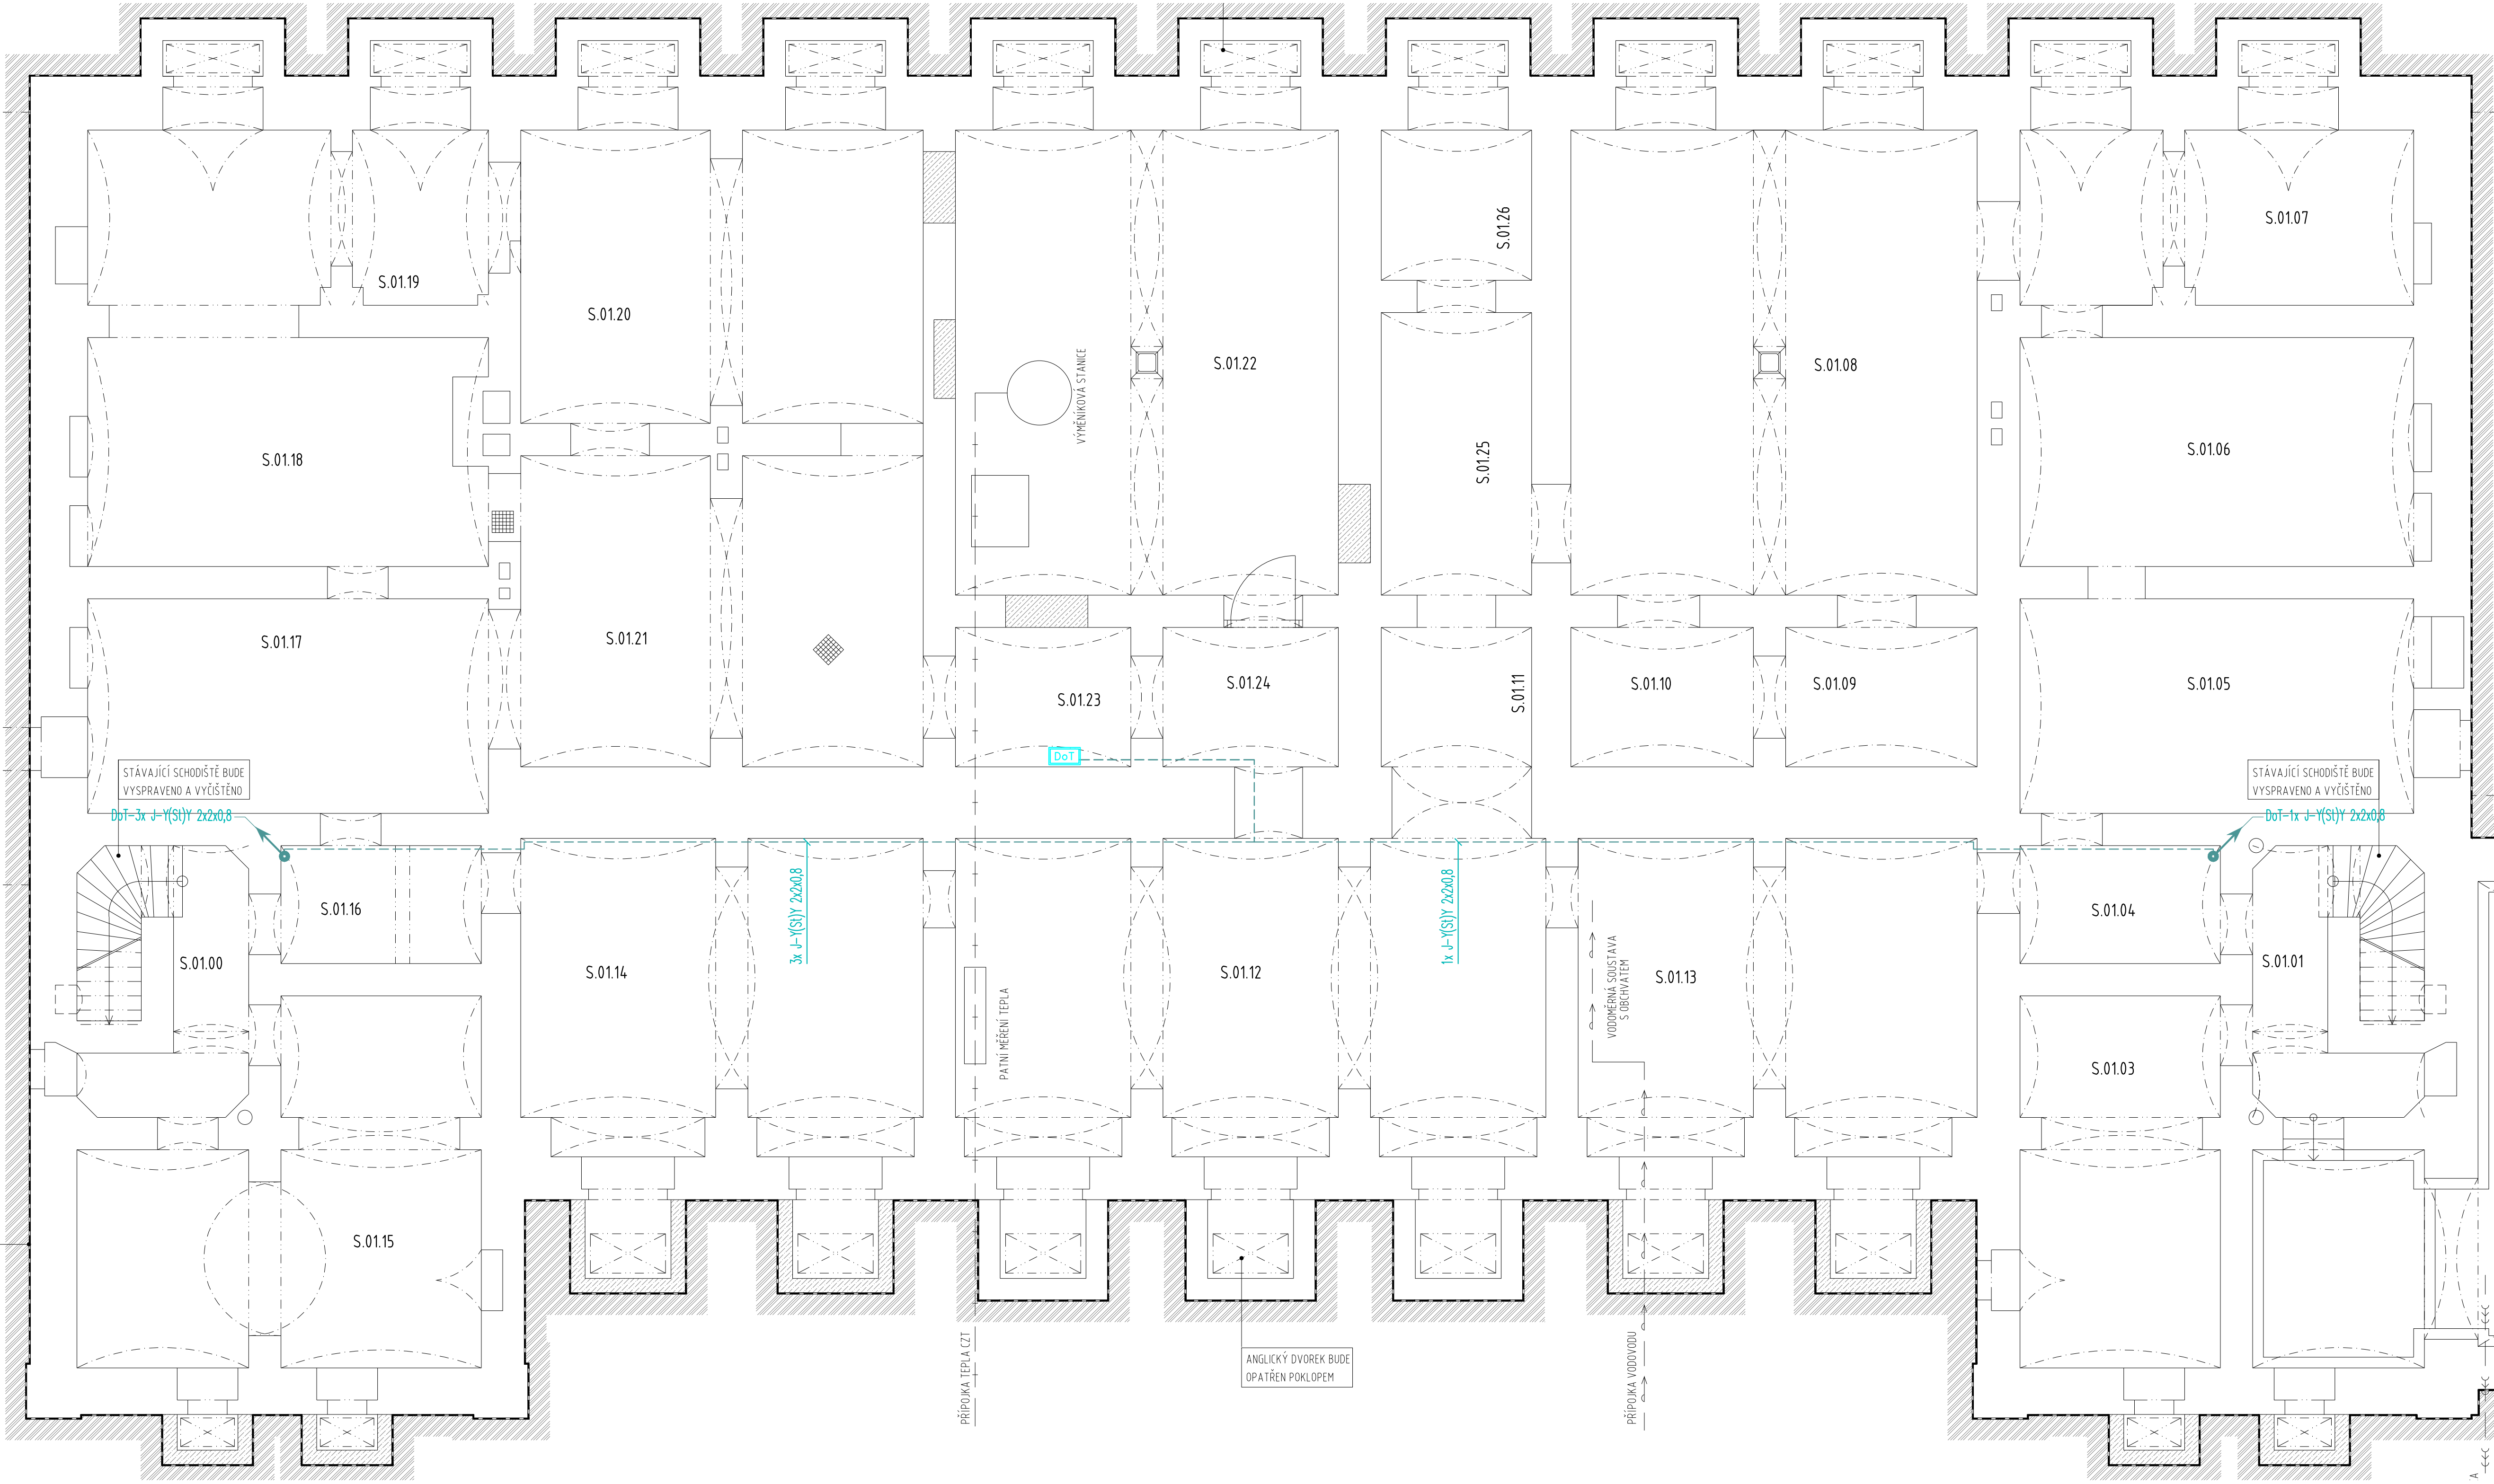 S.01.26
S.01.07
S.01.19
S.01.20
VÝMĚNÍKOVÁ STANICE
S.01.22
S.01.08
S.01.18
S.01.25
S.01.06
S.01.17
S.01.21
S.01.23
S.01.24
S.01.11
S.01.10
S.01.09
S.01.05
DoT
STÁVAJÍCÍ SCHODIŠTĚ BUDE
VYSPRAVENO A VYČIŠTĚNO
STÁVAJÍCÍ SCHODIŠTĚ BUDE
VYSPRAVENO A VYČIŠTĚNO
DoT-3x J-Y(St)Y 2x2x0,8
DoT-1x J-Y(St)Y 2x2x0,8
S.01.16
3x J-Y(St)Y 2x2x0,8
1x J-Y(St)Y 2x2x0,8
S.01.04
S.01.00
S.01.14
S.01.12
S.01.13
S.01.01
VODOMĚRNÁ SOUSTAVA
S OBCHVATEM
PATNÍ MĚŘENÍ TEPLA
S.01.03
S.01.15
PŘÍPOJKA TEPLA CZT
ANGLICKÝ DVOREK BUDE
OPATŘEN POKLOPEM
PŘÍPOJKA VODOVODU
A